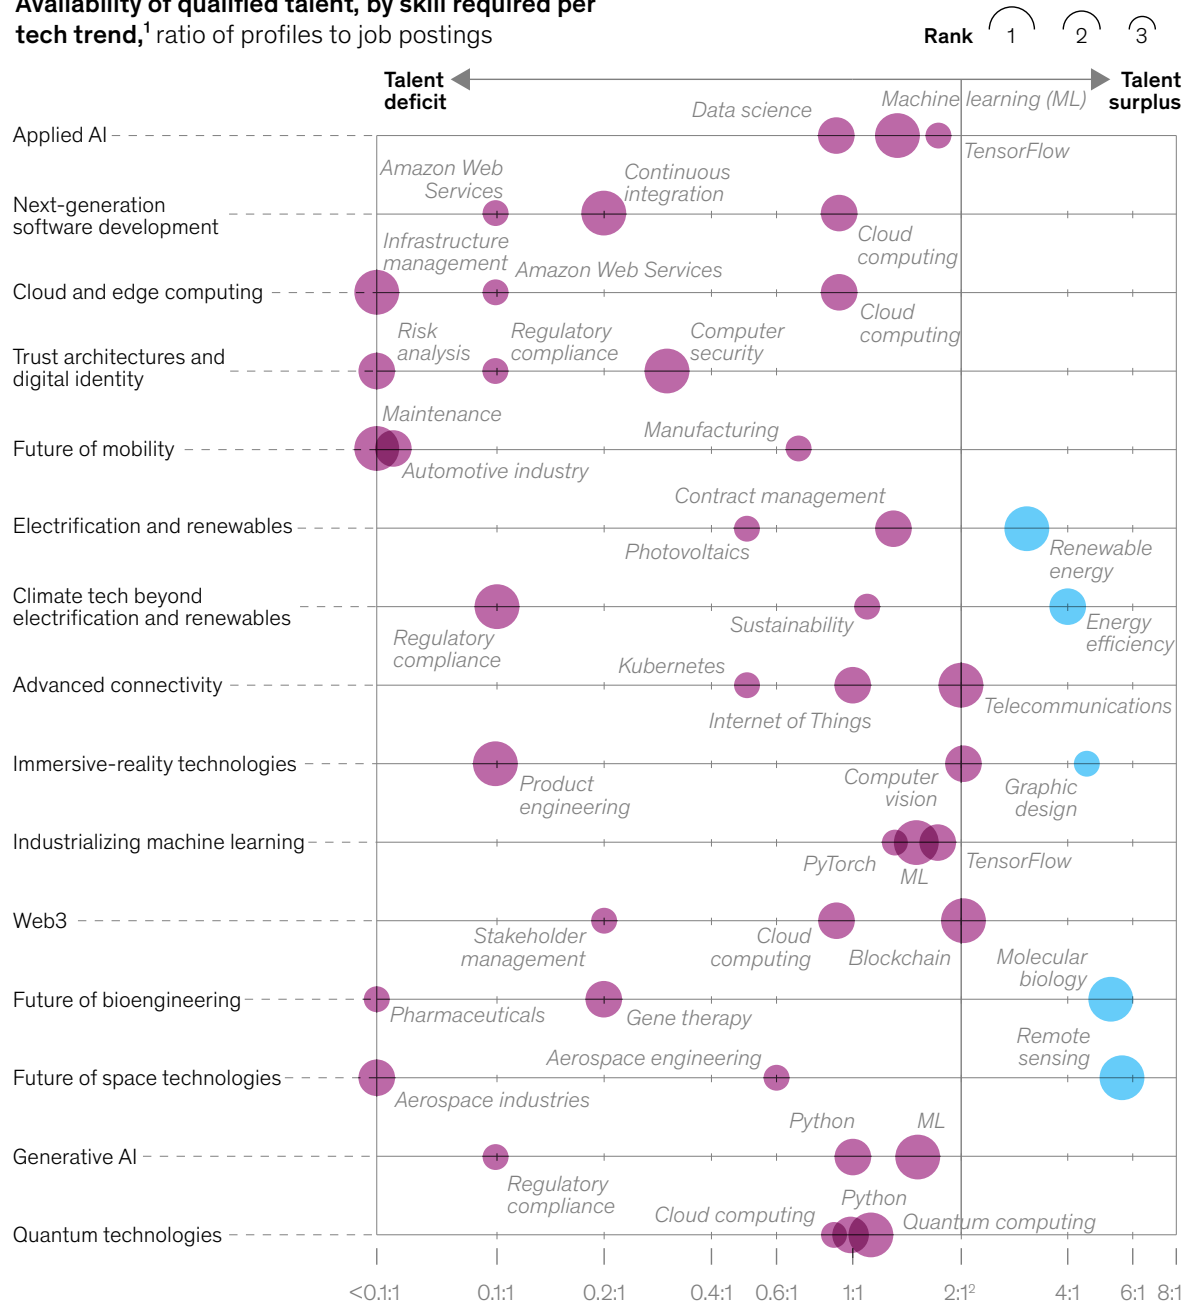 Availability of qualified talent, by skill required per
tech trend,¹ ratio of profiles to job postings
Rank 1 2 3
Talent
deficit
Talent
surplus
Applied AI
Data science
Machine learning (ML)
TensorFlow
Next-generation
software development
Amazon Web
Services
Continuous
integration
Cloud
computing
Cloud and edge computing
Infrastructure
management
Amazon Web Services
Cloud
computing
Trust architectures and
digital identity
Risk
analysis
Regulatory
compliance
Computer
security
Future of mobility
Maintenance
Automotive industry
Manufacturing
Electrification and renewables
Contract management
Photovoltaics
Renewable
energy
Climate tech beyond
electrification and renewables
Regulatory
compliance
Sustainability
Energy
efficiency
Advanced connectivity
Kubernetes
Internet of Things
Telecommunications
Immersive-reality technologies
Product
engineering
Computer
vision
Graphic
design
Industrializing machine learning
PyTorch
ML
TensorFlow
Web3
Stakeholder
management
Cloud
computing
Blockchain
Future of bioengineering
Pharmaceuticals
Gene therapy
Molecular
biology
Future of space technologies
Aerospace industries
Aerospace engineering
Remote
sensing
Generative AI
Regulatory
compliance
Python
ML
Quantum technologies
Cloud computing
Python
Quantum computing
<0.1:1 0.1:1 0.2:1 0.4:1 0.6:1 1:1 2:1² 4:1 6:1 8:1